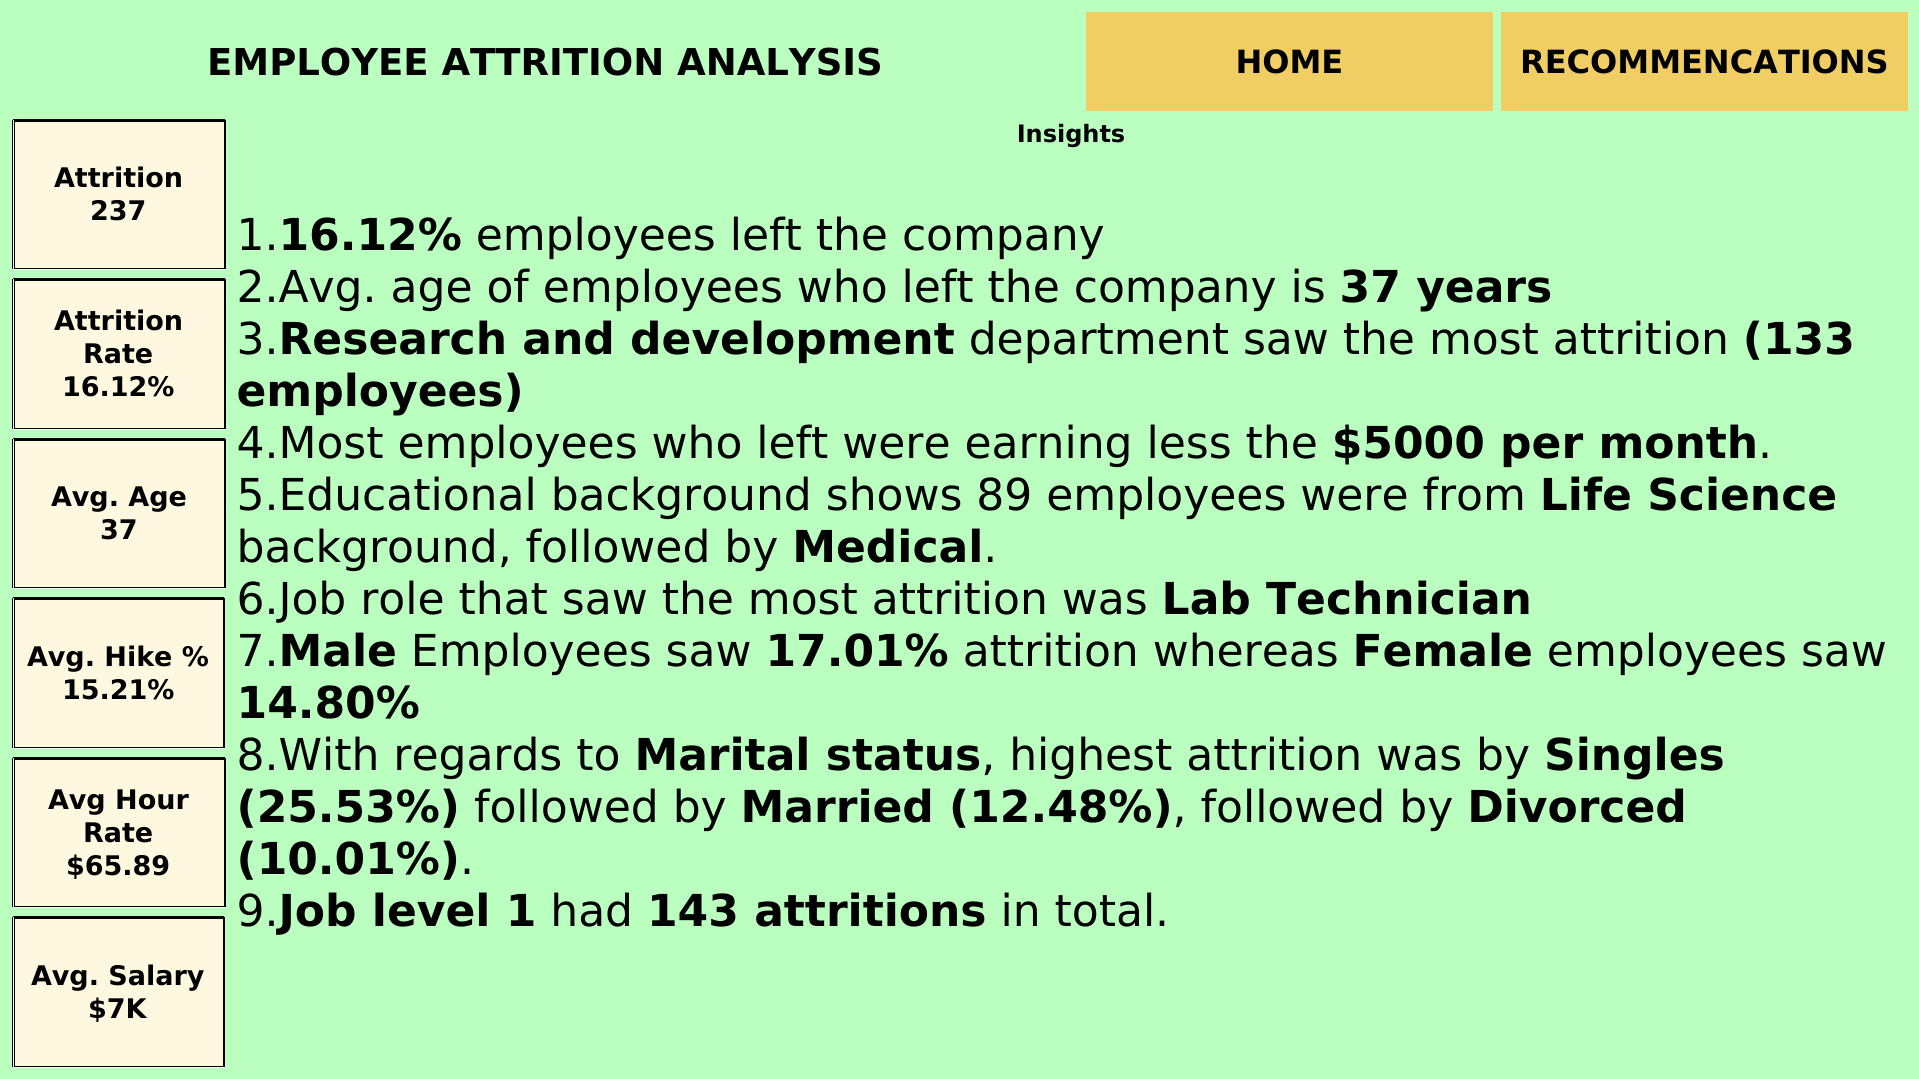 EMPLOYEE ATTRITION ANALYSIS
HOME
RECOMMENCATIONS
Attrition
237
Attrition
Rate
16.12%
Avg. Age
37
Avg. Hike %
15.21%
Avg Hour
Rate
$65.89
Avg. Salary
$7K
Insights
1.16.12% employees left the company
2.Avg. age of employees who left the company is 37 years
3.Research and development department saw the most attrition (133
employees)
4.Most employees who left were earning less the $5000 per month.
5.Educational background shows 89 employees were from Life Science
background, followed by Medical.
6.Job role that saw the most attrition was Lab Technician
7.Male Employees saw 17.01% attrition whereas Female employees saw
14.80%
8.With regards to Marital status, highest attrition was by Singles
(25.53%) followed by Married (12.48%), followed by Divorced
(10.01%).
9.Job level 1 had 143 attritions in total.